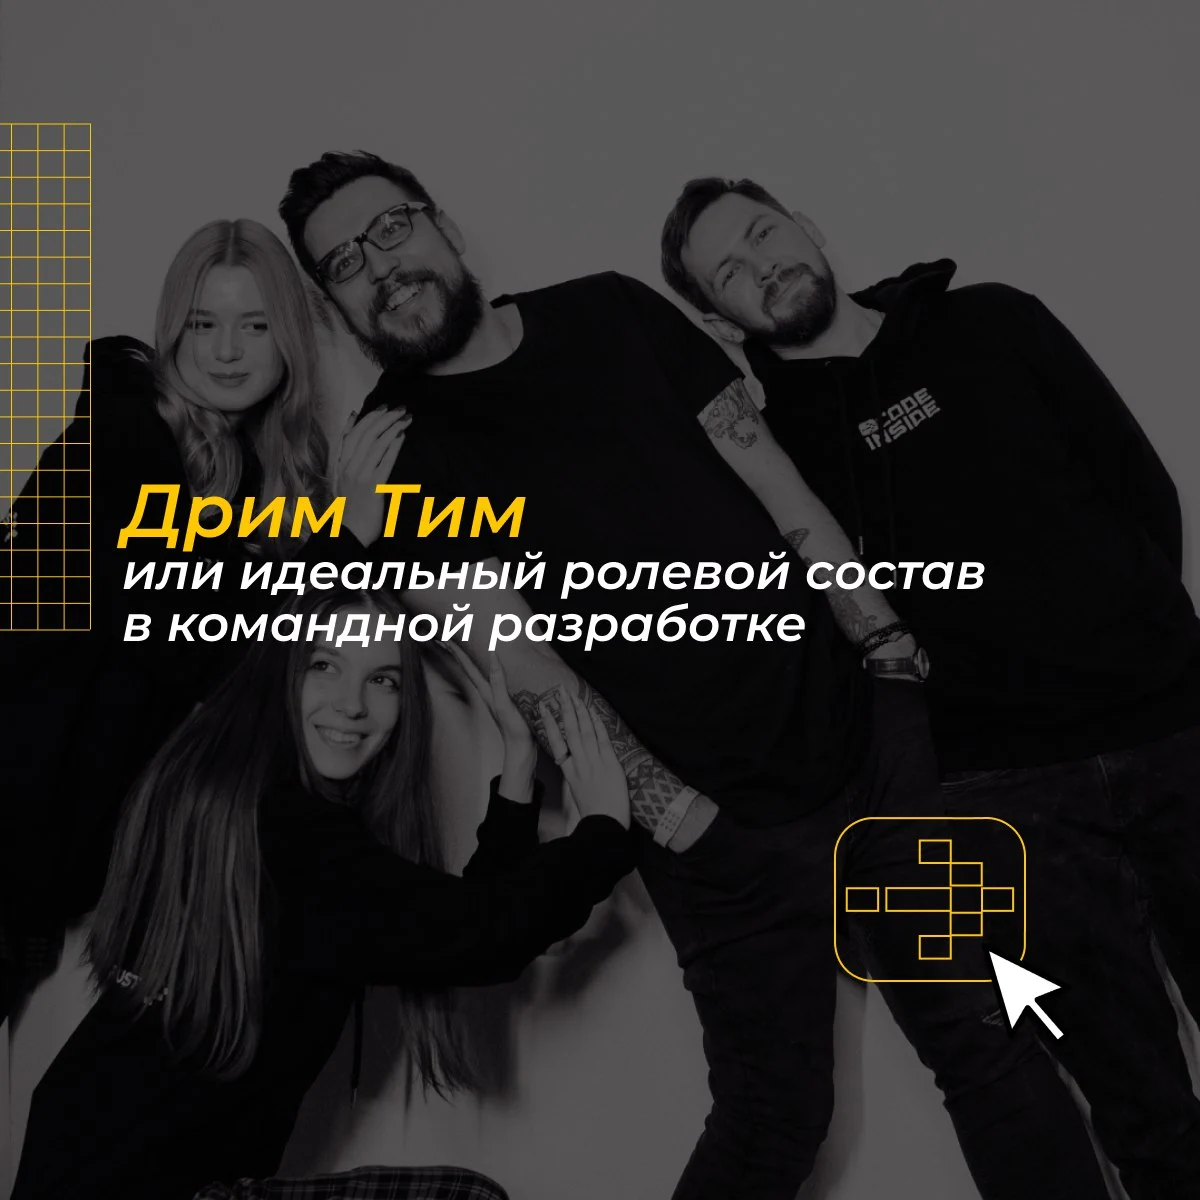 CODE
INSIDE
Дрим Тим
или идеальный ролевой состав
в командной разработке